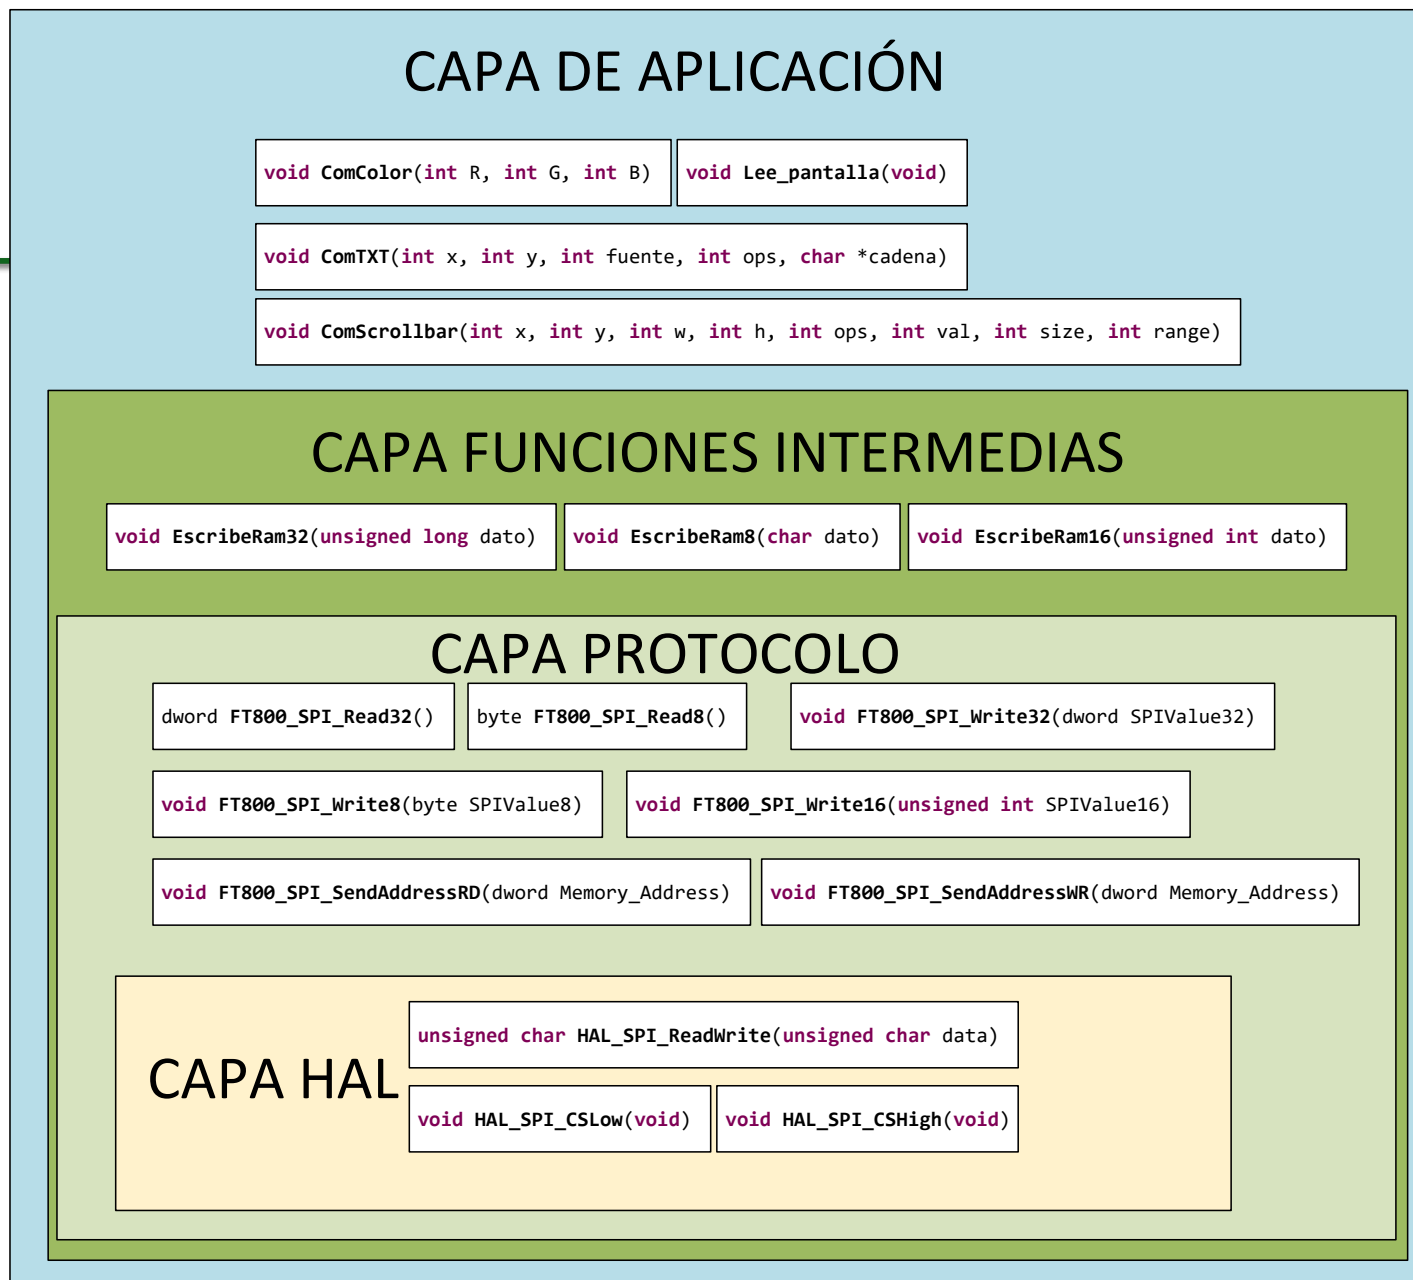 CAPA DE APLICACIÓN
void ComColor(int R, int G, int B)
void Lee_pantalla(void)
void ComTXT(int x, int y, int fuente, int ops, char *cadena)
void ComScrollbar(int x, int y, int w, int h, int ops, int val, int size, int range)
CAPA FUNCIONES INTERMEDIAS
void EscribeRam32(unsigned long dato)
void EscribeRam8(char dato)
void EscribeRam16(unsigned int dato)
CAPA PROTOCOLO
dword FT800_SPI_Read32()
byte FT800_SPI_Read8()
void FT800_SPI_Write32(dword SPIValue32)
void FT800_SPI_Write8(byte SPIValue8)
void FT800_SPI_Write16(unsigned int SPIValue16)
void FT800_SPI_SendAddressRD(dword Memory_Address)
void FT800_SPI_SendAddressWR(dword Memory_Address)
CAPA HAL
unsigned char HAL_SPI_ReadWrite(unsigned char data)
void HAL_SPI_CSLow(void)
void HAL_SPI_CSHigh(void)